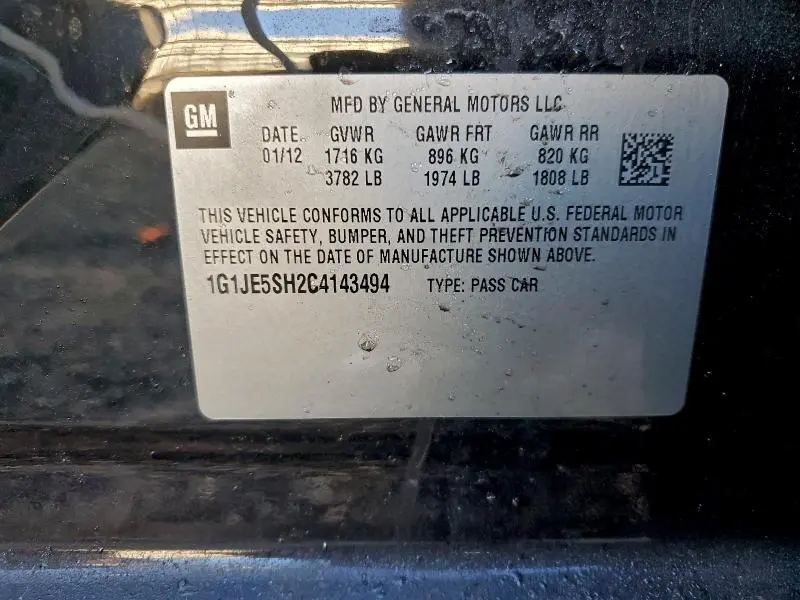 GM
MFD BY GENERAL MOTORS LLC
DATE GVWR GAWR FRT GAWR RR
01/12 1716 KG 896 KG 820 KG
3782 LB 1974 LB 1808 LB
THIS VEHICLE CONFORMS TO ALL APPLICABLE U.S. FEDERAL MOTOR
VEHICLE SAFETY, BUMPER, AND THEFT PREVENTION STANDARDS IN
EFFECT ON THE DATE OF MANUFACTURE SHOWN ABOVE.
1G1JE5SH2C4143494 TYPE: PASS CAR